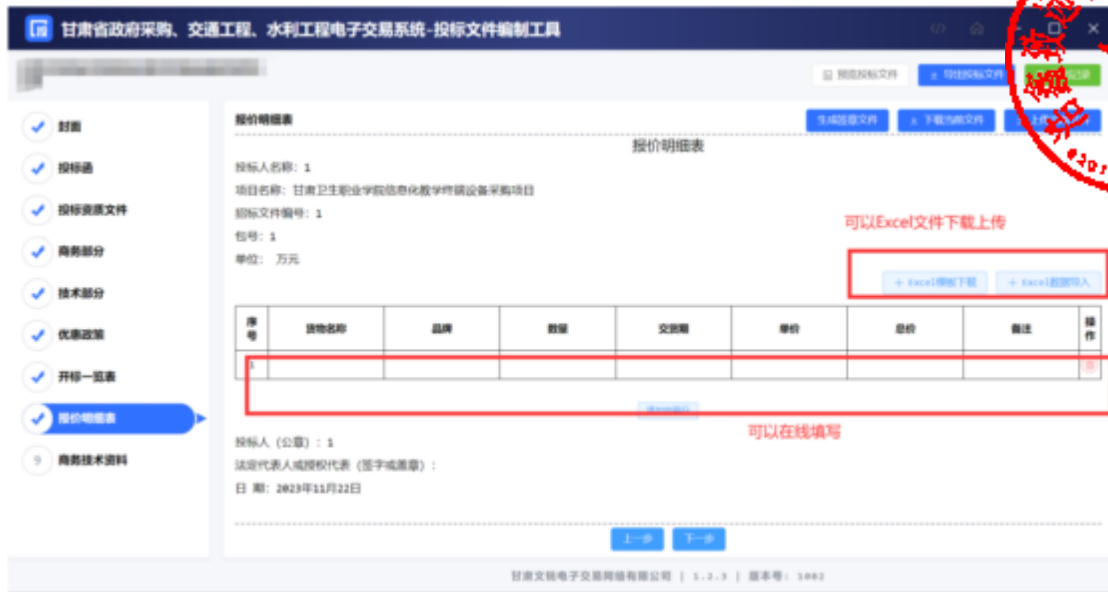 甘肃省政府采购、交通工程、水利工程电子交易系统-投标文件编制工具
预览投标文件 导出投标文件
封面
投标函
投标资质文件
商务部分
技术部分
优惠政策
开标一览表
报价明细表
9 商务技术资料
报价明细表 生成签章文件 下载当前文件
报价明细表
投标人名称：1
项目名称：甘肃卫生职业学院信息化教学终端设备采购项目
招标文件编号：1
包号：1
单位： 万元
可以Excel文件下载上传
+ Excel模板下载 + Excel数据导入
序号 货物名称 品牌 数量 交货期 单价 总价 备注 操作
1
可以在线填写
投标人（公章）：1
法定代表人或授权代表（签字或盖章）：
日 期：2023年11月22日
上一步 下一步
甘肃文锐电子交易网络有限公司 | 1.2.3 | 版本号：1002